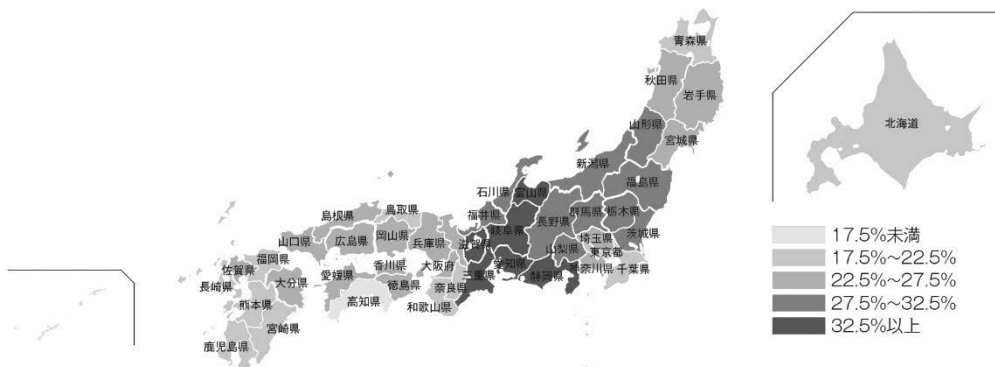 青森県
秋田県
岩手県
山形県
宮城県
新潟県
福島県
北海道
石川県
富山県
福井県
長野県
群馬県
栃木県
岐阜県
茨城県
滋賀県
山梨県
埼玉県
東京都
愛知県
静岡県
神奈川県
千葉県
三重県
島根県
鳥取県
山口県
広島県
岡山県
兵庫県
大阪府
奈良県
和歌山県
香川県
徳島県
愛媛県
高知県
福岡県
佐賀県
長崎県
大分県
熊本県
宮崎県
鹿児島県
17.5%未満
17.5%~22.5%
22.5%~27.5%
27.5%~32.5%
32.5%以上